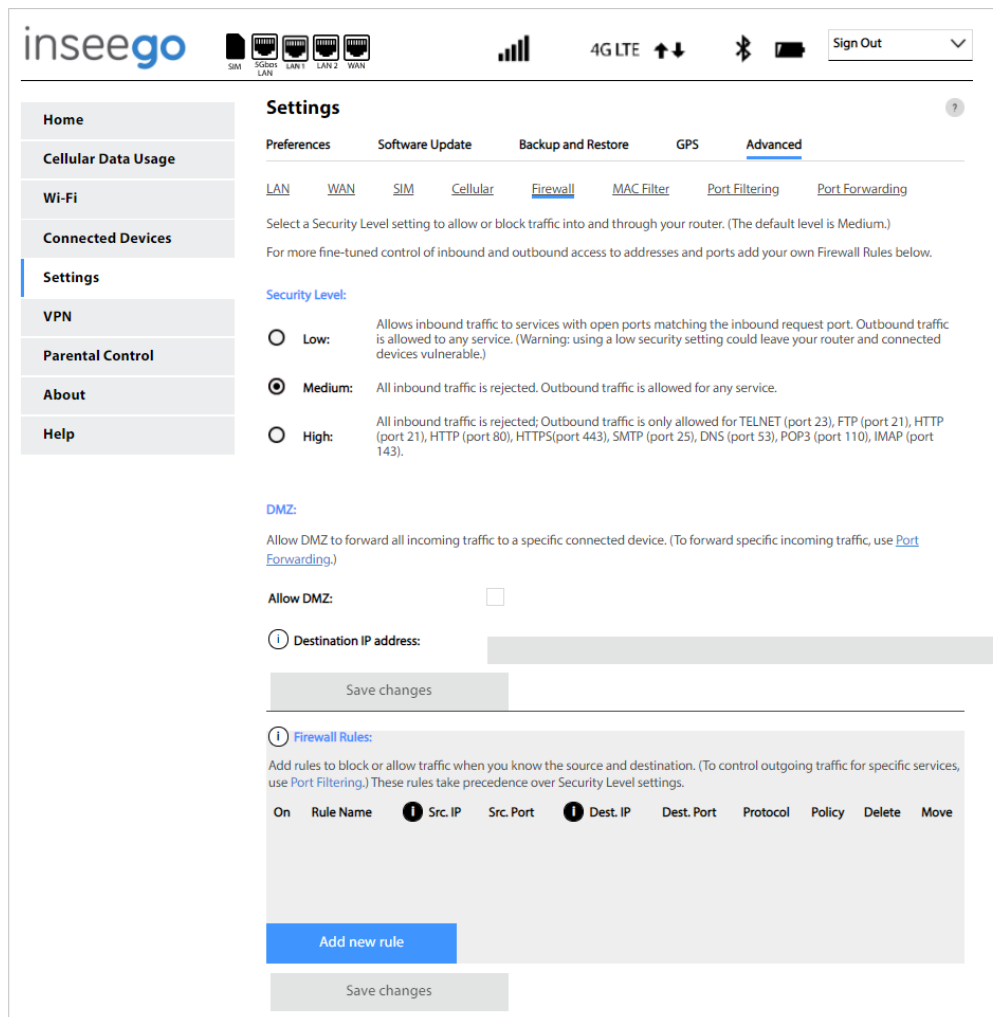 inseego
SIM
5Gbps
LAN
LAN 1
LAN 2
WAN
4G LTE
Sign Out
Home
Cellular Data Usage
Wi-Fi
Connected Devices
Settings
VPN
Parental Control
About
Help
Settings
?
Preferences Software Update Backup and Restore GPS Advanced
LAN WAN SIM Cellular Firewall MAC Filter Port Filtering Port Forwarding
Select a Security Level setting to allow or block traffic into and through your router. (The default level is Medium.)
For more fine-tuned control of inbound and outbound access to addresses and ports add your own Firewall Rules below.
Security Level:
Low:
Allows inbound traffic to services with open ports matching the inbound request port. Outbound traffic
is allowed to any service. (Warning: using a low security setting could leave your router and connected
devices vulnerable.)
Medium: All inbound traffic is rejected. Outbound traffic is allowed for any service.
High:
All inbound traffic is rejected; Outbound traffic is only allowed for TELNET (port 23), FTP (port 21), HTTP
(port 21), HTTP (port 80), HTTPS(port 443), SMTP (port 25), DNS (port 53), POP3 (port 110), IMAP (port
143).
DMZ:
Allow DMZ to forward all incoming traffic to a specific connected device. (To forward specific incoming traffic, use Port
Forwarding.)
Allow DMZ:
i Destination IP address:
Save changes
i Firewall Rules:
Add rules to block or allow traffic when you know the source and destination. (To control outgoing traffic for specific services,
use Port Filtering.) These rules take precedence over Security Level settings.
On Rule Name i Src. IP Src. Port i Dest. IP Dest. Port Protocol Policy Delete Move
Add new rule
Save changes